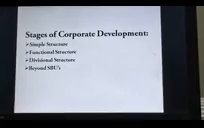 Stages of Corporate Development:
➢Simple Structure
➢Functional Structure
➢Divisional Structure
➢Beyond SBU's